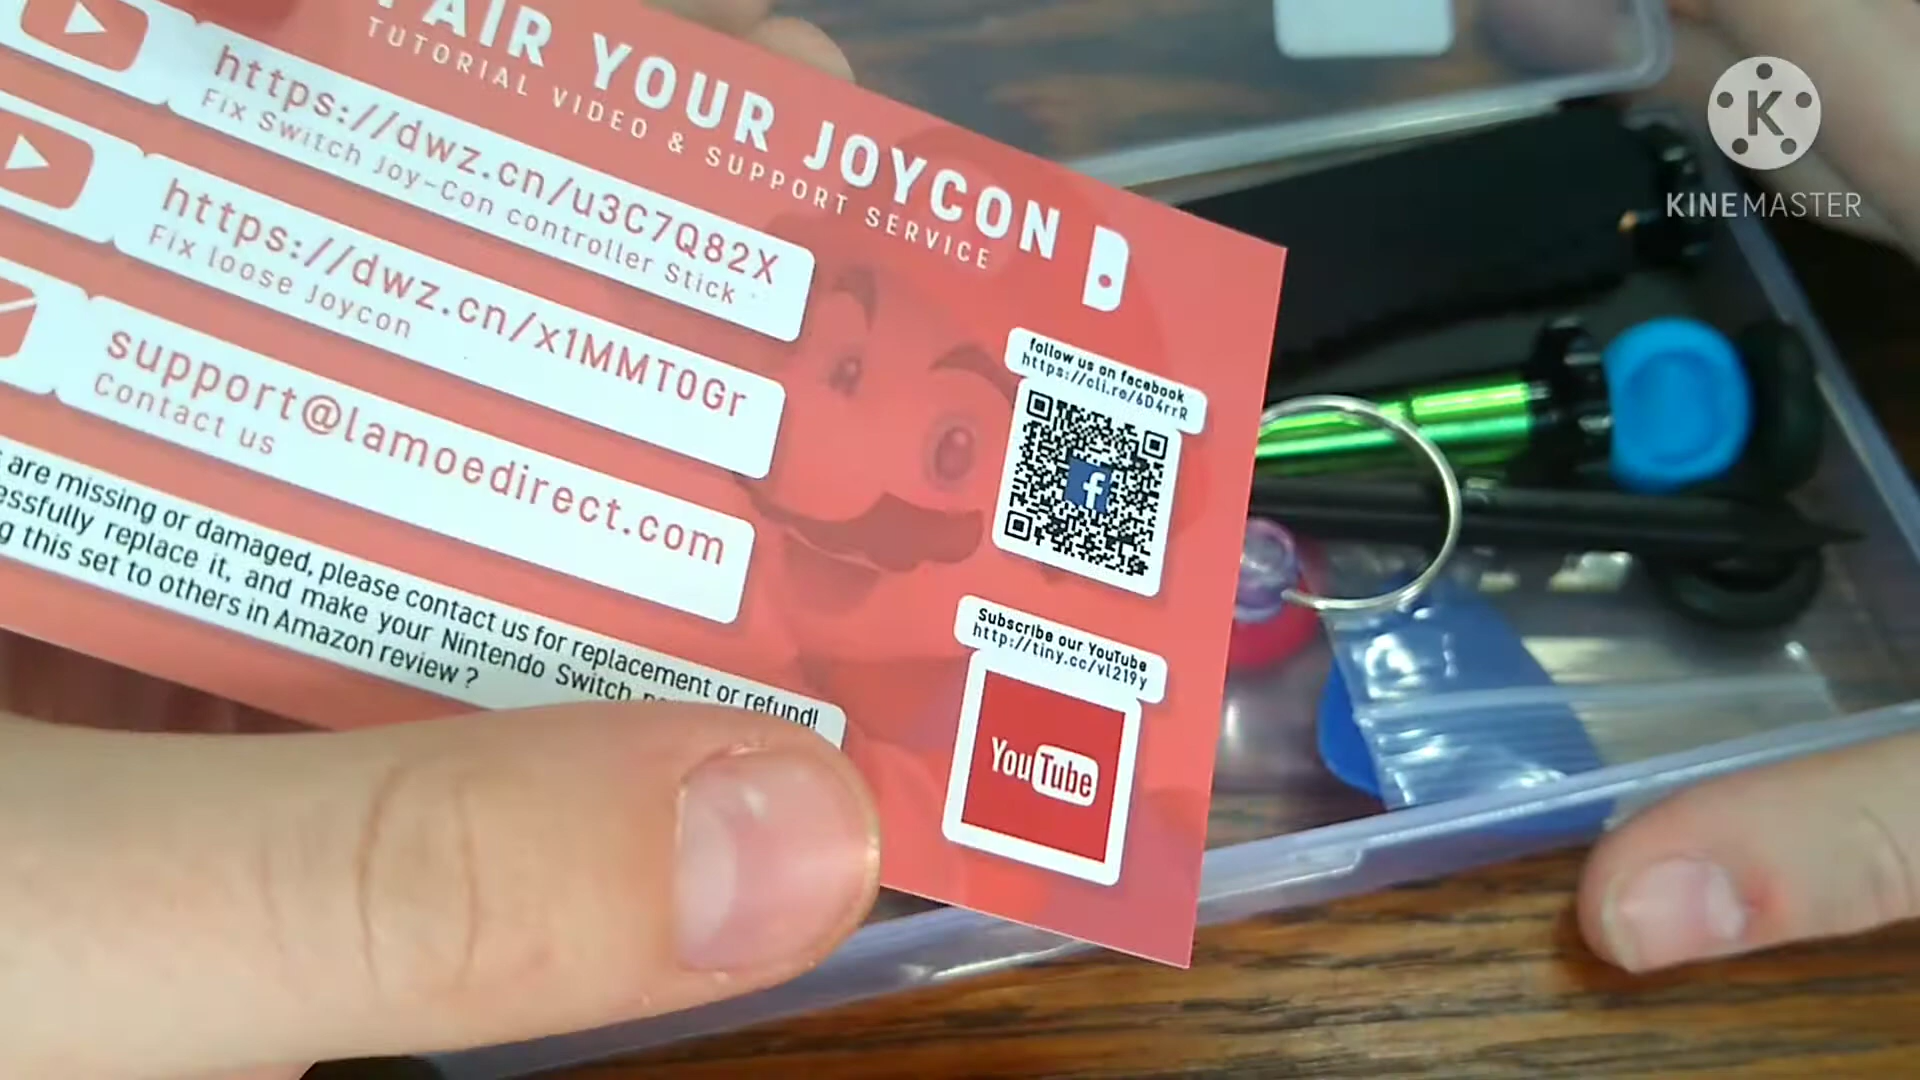 YOUR JOYCON
TUTORIAL VIDEO & SUPPORT SERVICE
https://dwz.cn/u3C7Q82X
Fix Switch Joy-Con controller Stick
https://dwz.cn/x1MMT0Gr
Fix loose Joycon
support@lamoedirect.com
Contact us
are missing or damaged, please contact us for replacement or refund!
replace it, and make your Nintendo Switch
this set to others in Amazon review ?
follow us on facebook
https://cli.re/6D4rrR
f
Subscribe our YouTube
http://tiny.cc/vl219y
YouTube
K
KINEMASTER